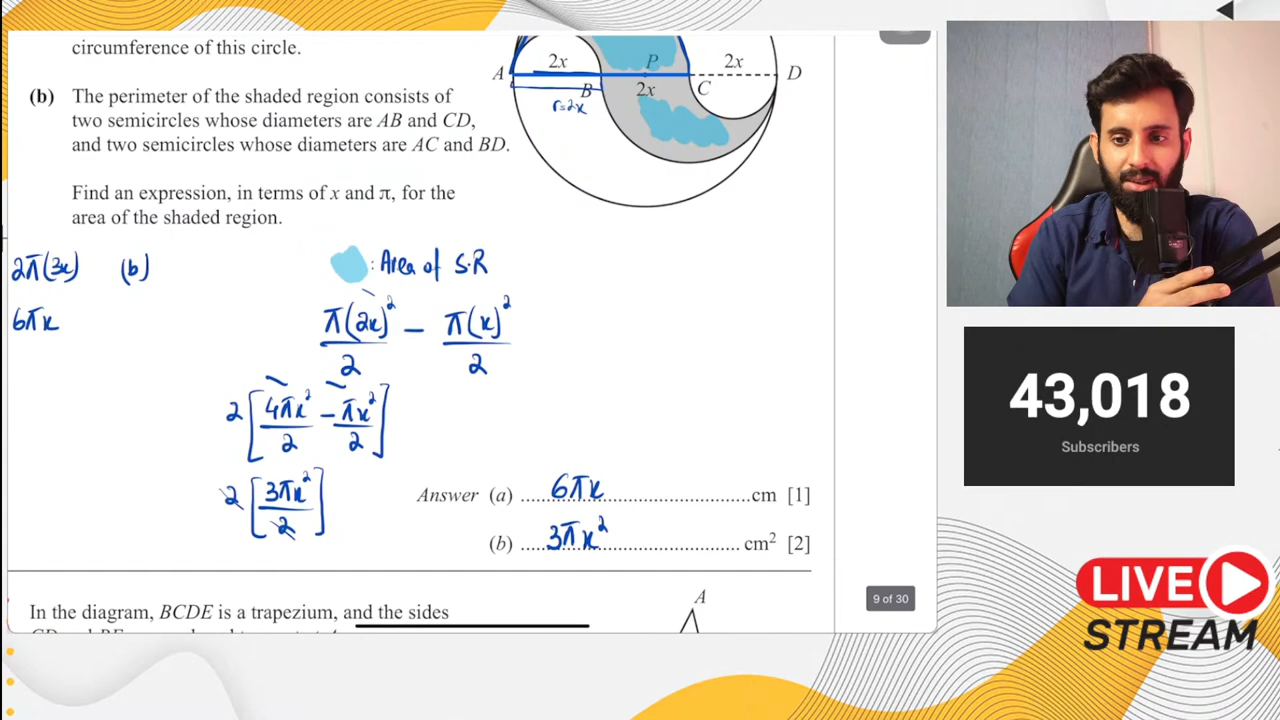 circumference of this circle.
(b) The perimeter of the shaded region consists of
two semicircles whose diameters are AB and CD,
and two semicircles whose diameters are AC and BD.
Find an expression, in terms of x and π, for the
area of the shaded region.
A 2x P 2x D
B 2x C
r=2x
2π(3x) (b) : Area of S.R
6πx π(2x)²/2 − π(x)²/2
2[4πx²/2 − πx²/2]
2[3πx²/2]
Answer (a) 6πx cm [1]
(b) 3πx² cm² [2]
In the diagram, BCDE is a trapezium, and the sides
A
9 of 30
43,018
Subscribers
LIVE
STREAM